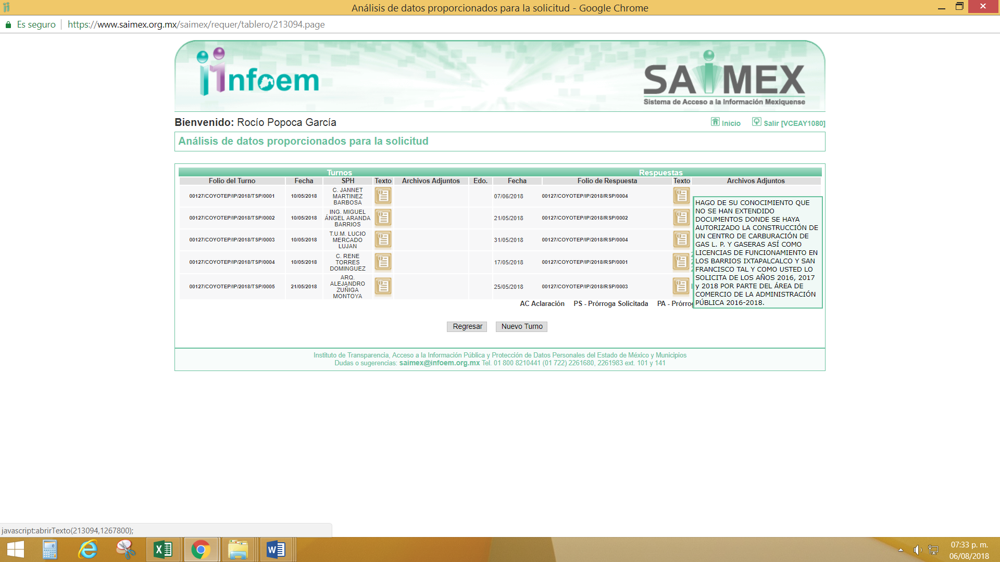 Análisis de datos proporcionados para la solicitud - Google Chrome
Es seguro https://www.saimex.org.mx/saimex/requer/tablero/213094.page
infoem
SAIMEX
Sistema de Acceso a la Información Mexiquense
Bienvenido: Rocío Popoca García
Inicio Salir [VCEAY1080]
Análisis de datos proporcionados para la solicitud
Turnos Respuestas
Folio del Turno Fecha SPH Texto Archivos Adjuntos Edo. Fecha Folio de Respuesta Texto Archivos Adjuntos
00127/COYOTEP/IP/2018/TSP/0001 10/05/2018 C. JANNET MARTINEZ BARBOSA 07/06/2018 00127/COYOTEP/IP/2018/RSP/0004
00127/COYOTEP/IP/2018/TSP/0002 10/05/2018 ING. MIGUEL ÁNGEL ARANDA BARRIOS 21/05/2018 00127/COYOTEP/IP/2018/RSP/0002
00127/COYOTEP/IP/2018/TSP/0003 10/05/2018 T.U.M. LUCIO MERCADO LUJAN 31/05/2018 00127/COYOTEP/IP/2018/RSP/0004
00127/COYOTEP/IP/2018/TSP/0004 10/05/2018 C. RENE TORRES DOMINGUEZ 17/05/2018 00127/COYOTEP/IP/2018/RSP/0001
00127/COYOTEP/IP/2018/TSP/0005 21/05/2018 ARQ. ALEJANDRO ZUÑIGA MONTOYA 25/05/2018 00127/COYOTEP/IP/2018/RSP/0003
HAGO DE SU CONOCIMIENTO QUE
NO SE HAN EXTENDIDO
DOCUMENTOS DONDE SE HAYA
AUTORIZADO LA CONSTRUCCIÓN DE
UN CENTRO DE CARBURACIÓN DE
GAS L. P. Y GASERAS ASÍ COMO
LICENCIAS DE FUNCIONAMIENTO EN
LOS BARRIOS IXTAPALCALCO Y SAN
FRANCISCO TAL Y COMO USTED LO
SOLICITA DE LOS AÑOS 2016, 2017
y 2018 POR PARTE DEL ÁREA DE
COMERCIO DE LA ADMINISTRACIÓN
PÚBLICA 2016-2018.
AC Aclaración PS - Prórroga Solicitada PA -
Regresar Nuevo Turno
Instituto de Transparencia, Acceso a la Información Pública y Protección de Datos Personales del Estado de México y Municipios
Dudas o sugerencias: saimex@infoem.org.mx Tel. 01 800 8210441 (01 722) 2261680, 2261983 ext. 101 y 141
javascript:abrirTexto(213094,1267800);
07:33 p. m.
06/08/2018